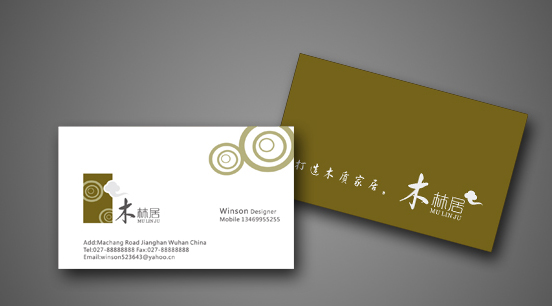 木林居
MU LIN JU
Winson Designer
Mobile 13469955255
Add:Machang Road Jianghan Wuhan China
Tel:027-88888888 Fax:027-88888888
Email:winson523643@yahoo.cn
打造木质家居。
木林居
MU LIN JU